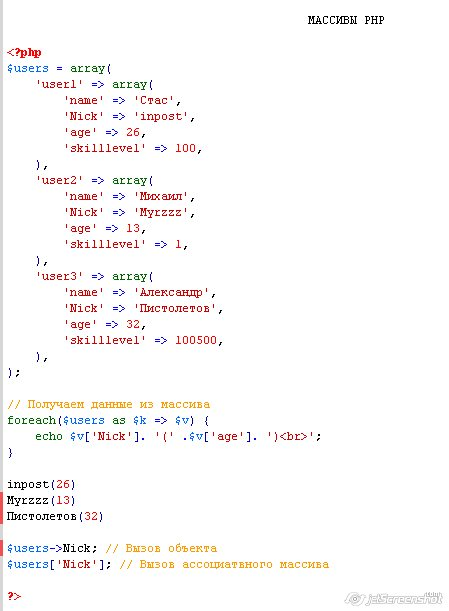 МАССИВЫ PHP
<?php
$users = array(
'user1' => array(
'name' => 'Стас',
'Nick' => 'inpost',
'age' => 26,
'skilllevel' => 100,
),
'user2' => array(
'name' => 'Михаил',
'Nick' => 'Myrzzz',
'age' => 13,
'skilllevel' => 1,
),
'user3' => array(
'name' => 'Александр',
'Nick' => 'Пистолетов',
'age' => 32,
'skilllevel' => 100500,
),
);
// Получаем данные из массива
foreach($users as $k => $v) {
echo $v['Nick']. '(' .$v['age']. ')<br>';
}
inpost(26)
Myrzzz(13)
Пистолетов(32)
$users->Nick; // Вызов объекта
$users['Nick']; // Вызов ассоциатвного массива
?>
jetScreenshot